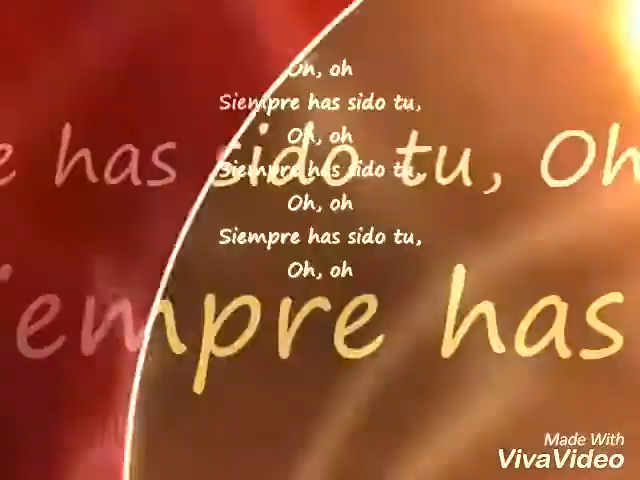 Oh, oh
Siempre has sido tu,
Oh, oh
Siempre has sido tu,
Oh, oh
Siempre has sido tu,
Oh, oh
e has sido tu, Oh
iempre has
Made With
VivaVideo